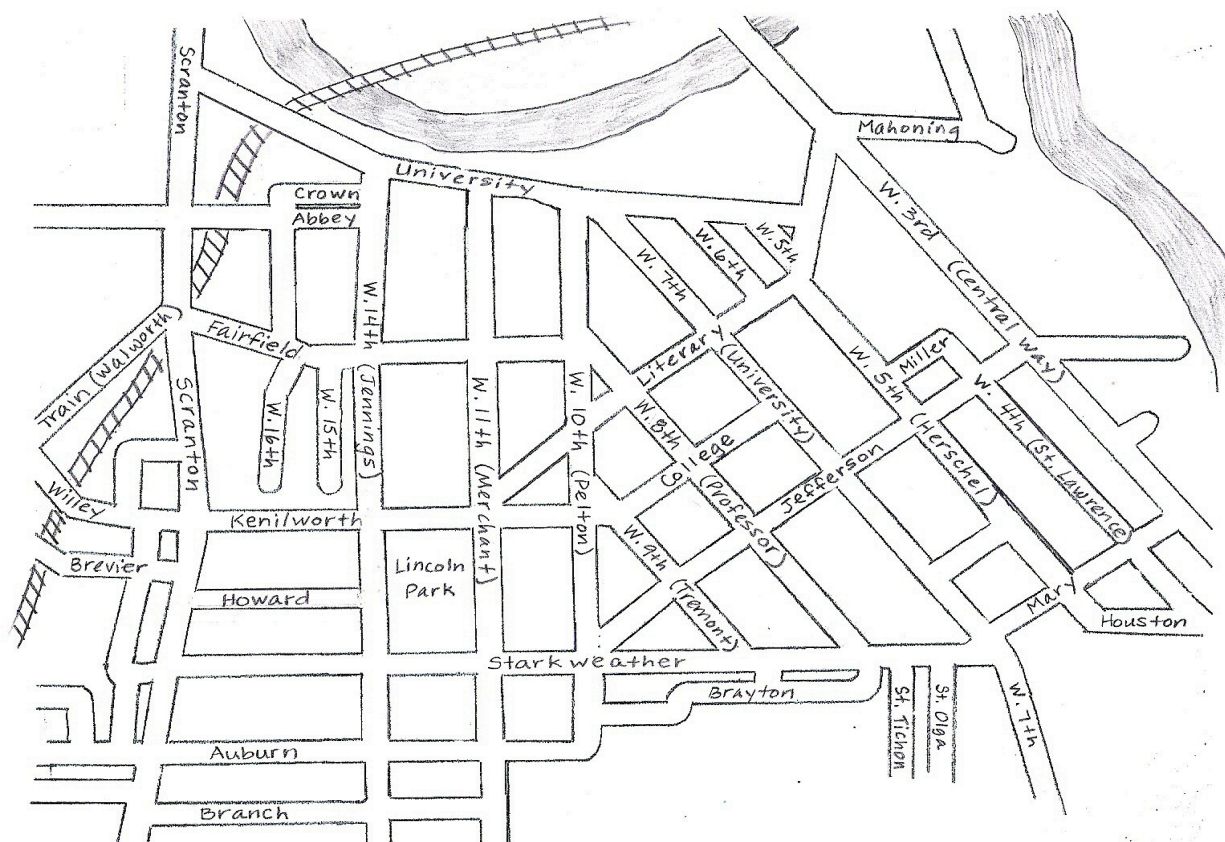 Scranton
Mahoning
University
Crown
Abbey
W. 3rd (Central Way)
W. 5th
W. 6th
W. 7th
W. 14th (Jennings)
Train (Walworth)
Fairfield
Literary
(University)
Miller
W. 5th (Herschel)
W. 4th (St. Lawrence)
Scranton
W. 16th
W. 15th
W. 11th (Merchant)
W. 10th (Pelton)
W. 8th (Professor)
College
Jefferson
Willey
Kenilworth
Brevier
Lincoln
Park
W. 9th (Tremont)
Howard
Mary
Houston
Starkweather
Brayton
St. Tichon
St. Olga
W. 7th
Auburn
Branch